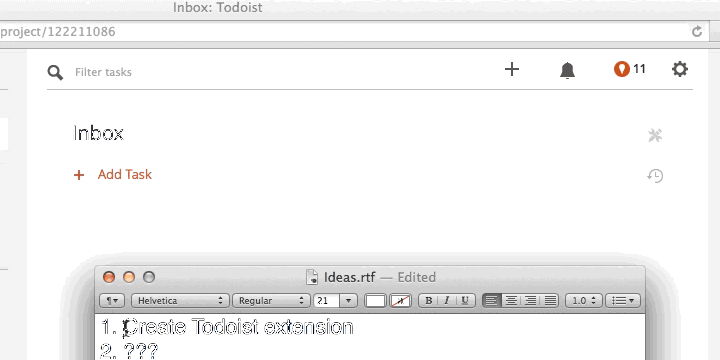 Inbox: Todoist
project/122211086
Filter tasks
11
Inbox
+ Add Task
Ideas.rtf — Edited
¶ Helvetica Regular 21 a B I U 1.0
1. Create Todoist extension
2. ???